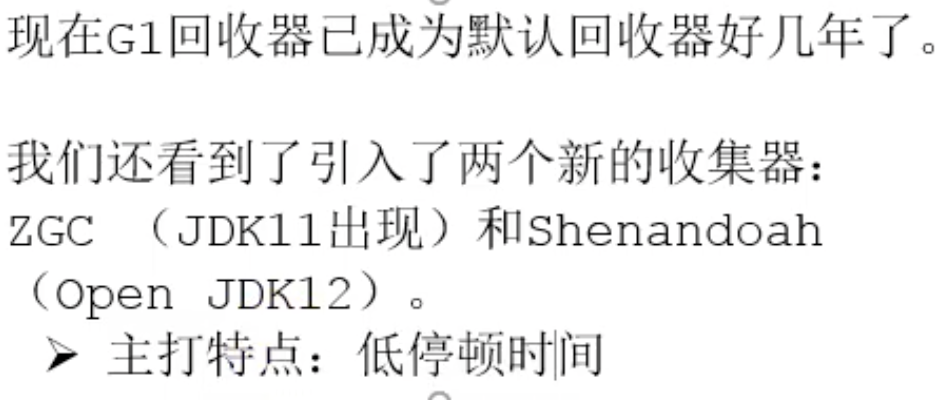 现在G1回收器已成为默认回收器好几年了。
我们还看到了引入了两个新的收集器：
ZGC （JDK11出现）和Shenandoah
（Open JDK12）。
➢ 主打特点：低停顿时间